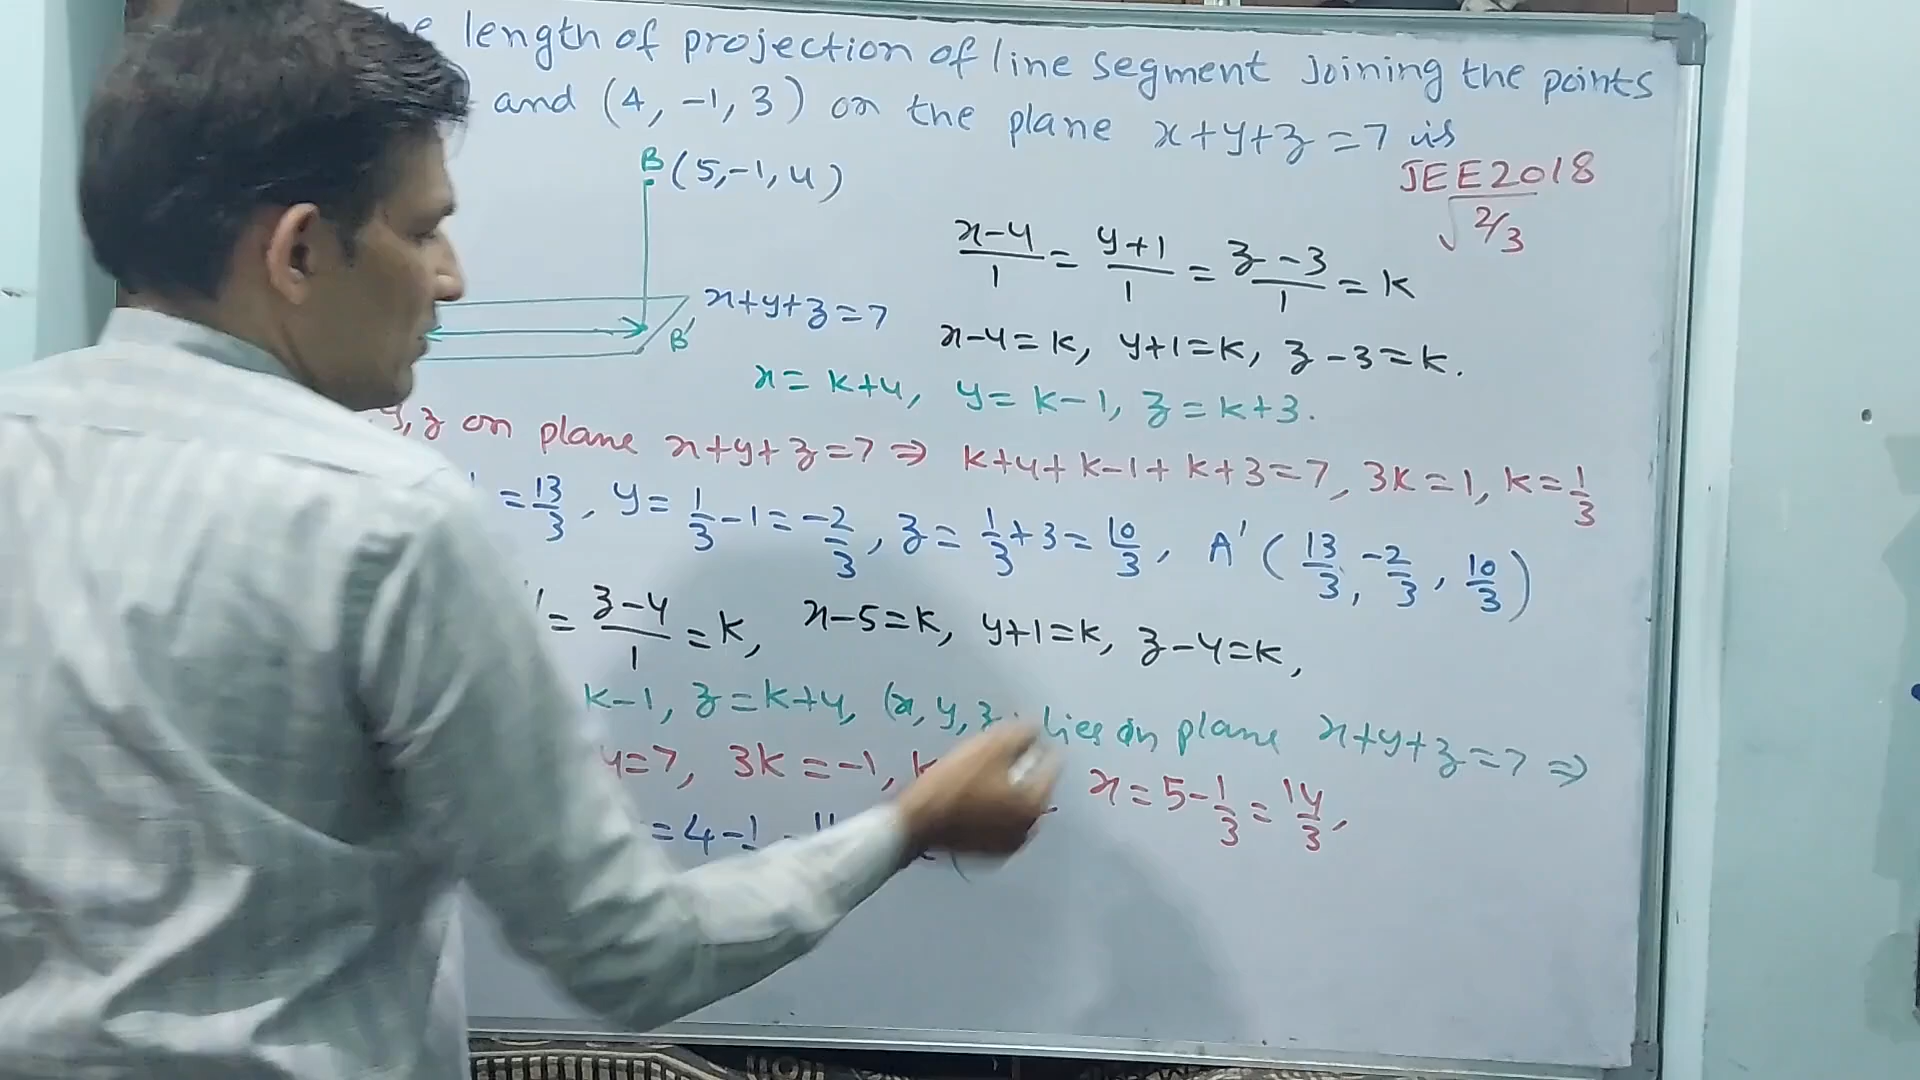 length of projection of line segment joining the points
and (4, -1, 3) on the plane x+y+z=7 is
JEE2018
√2/3
B (5,-1,4)
x+y+z=7
B'
x-4/1 = y+1/1 = z-3/1 = k
x-4=k, y+1=k, z-3=k.
x=k+4, y=k-1, z=k+3.
z on plane x+y+z=7 ⇒ k+4+k-1+k+3=7, 3k=1, k=1/3
=13/3, y=1/3-1=-2/3, z=1/3+3=10/3, A'(13/3, -2/3, 10/3)
= z-4/1 = k, x-5=k, y+1=k, z-4=k,
k-1, z=k+4, (x, y, z lies on plane x+y+z=7 ⇒
4=7, 3k=-1, x=5-1/3=14/3,
=4-1